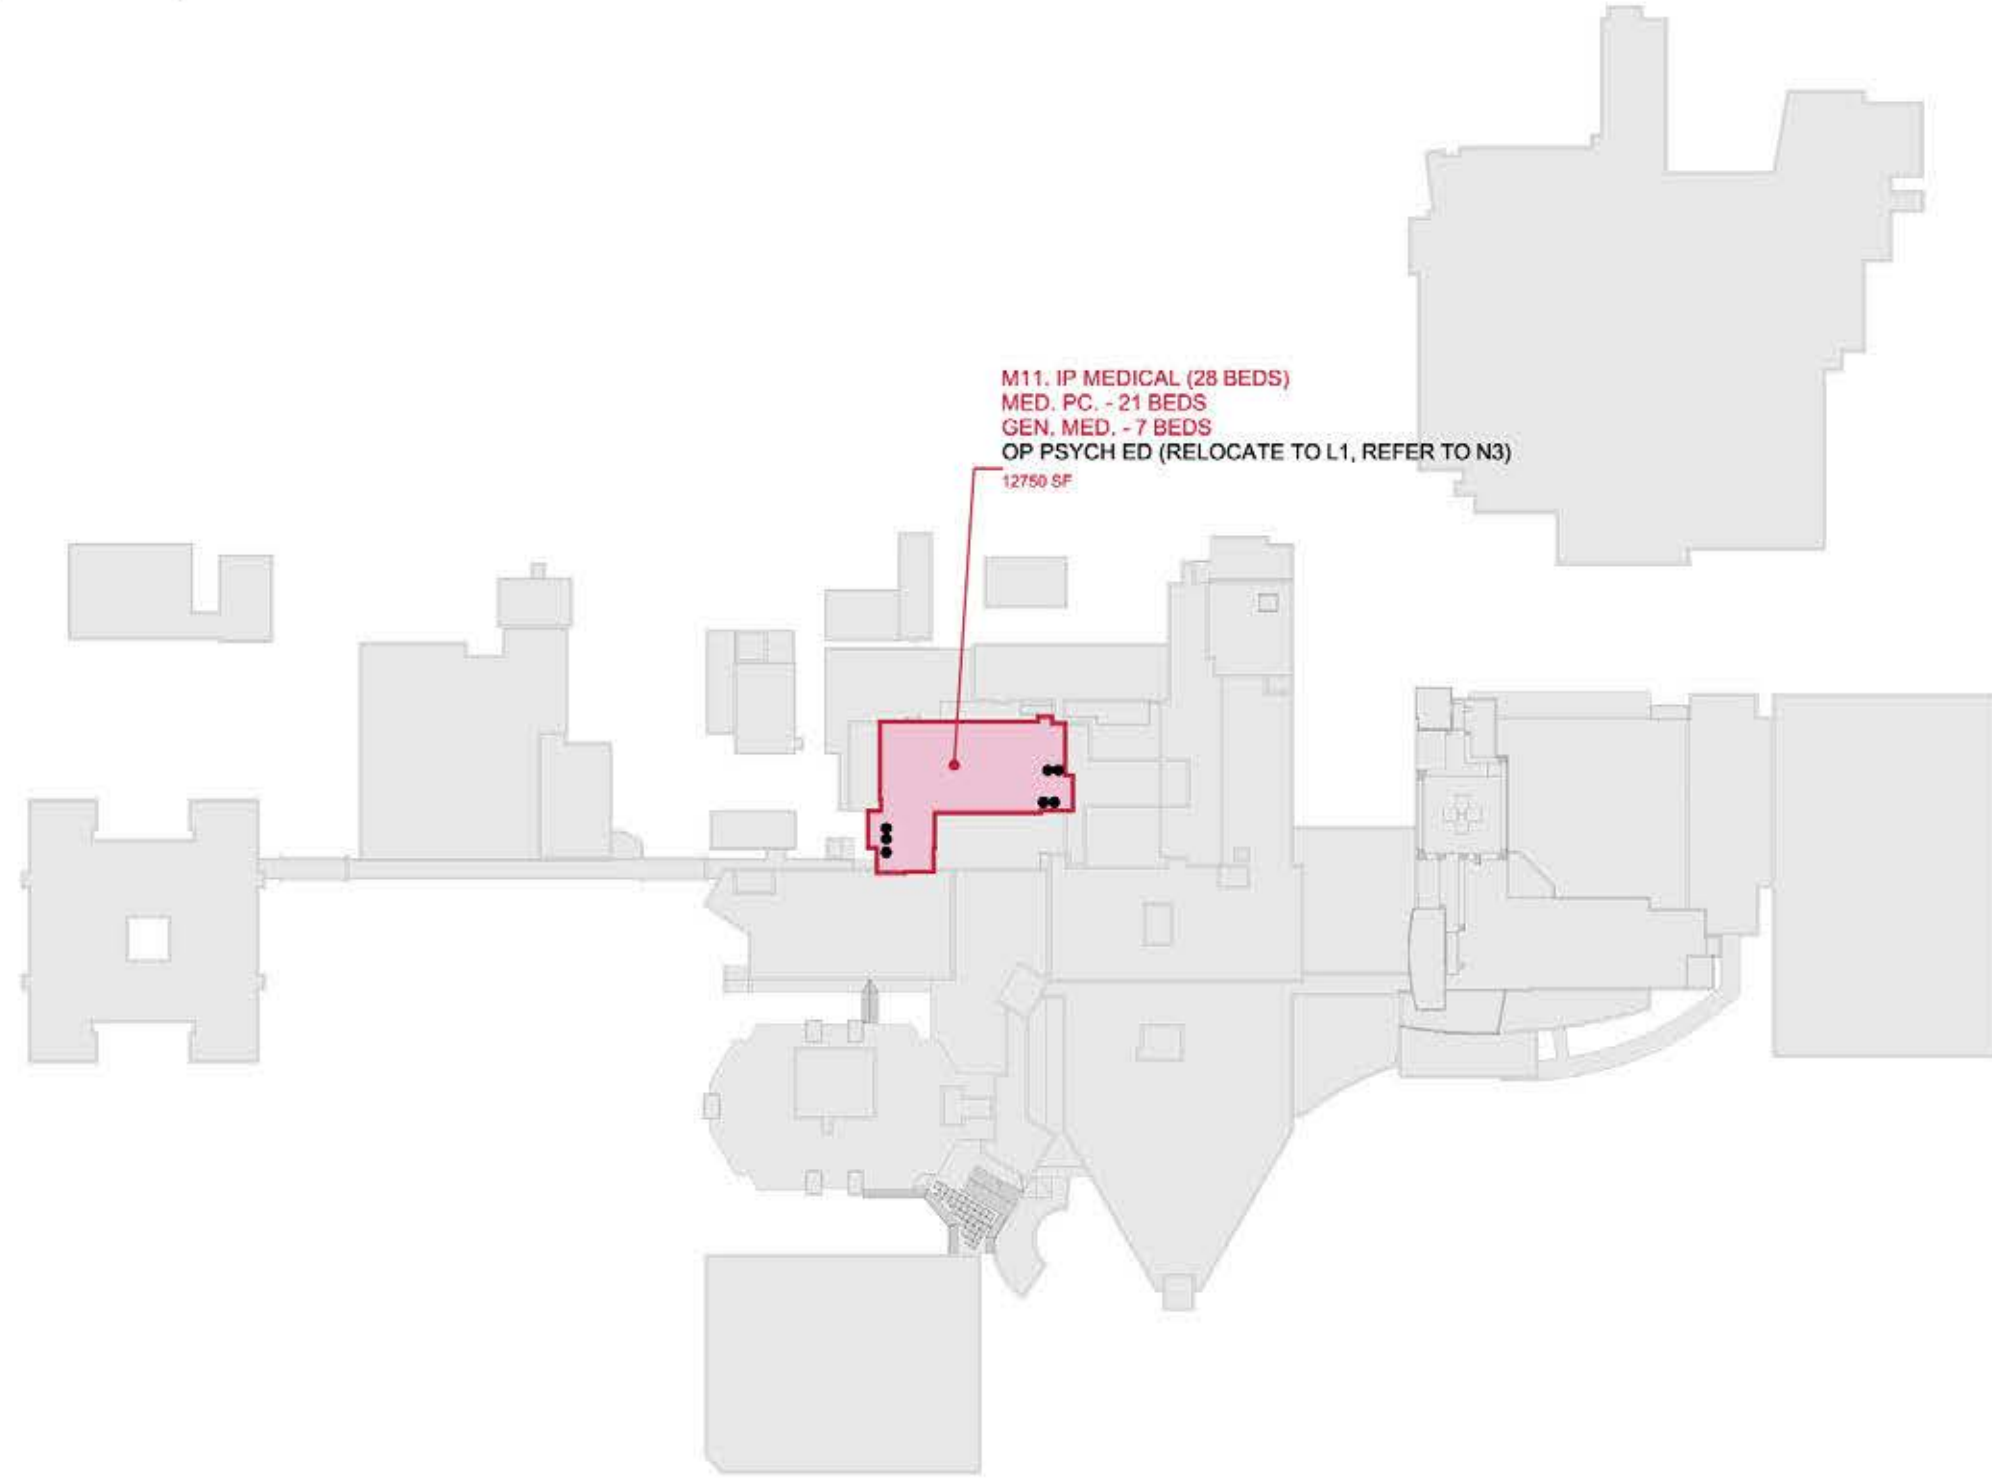 M11. IP MEDICAL (28 BEDS)
MED. PC. - 21 BEDS
GEN. MED. - 7 BEDS
OP PSYCH ED (RELOCATE TO L1, REFER TO N3)
12750 SF